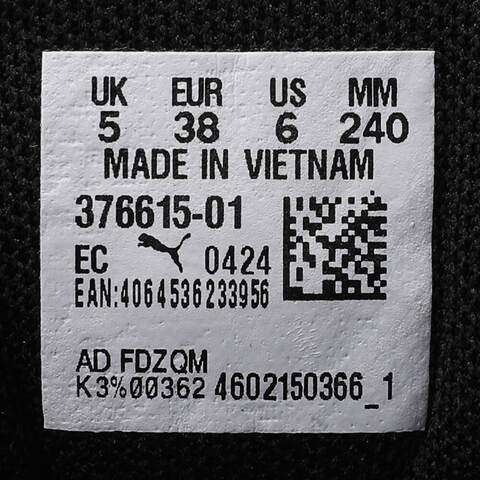 UK EUR US MM
5 38 6 240
MADE IN VIETNAM
376615-01
EC 0424
EAN:4064536233956
AD FDZQM
K3%00362 4602150366_1